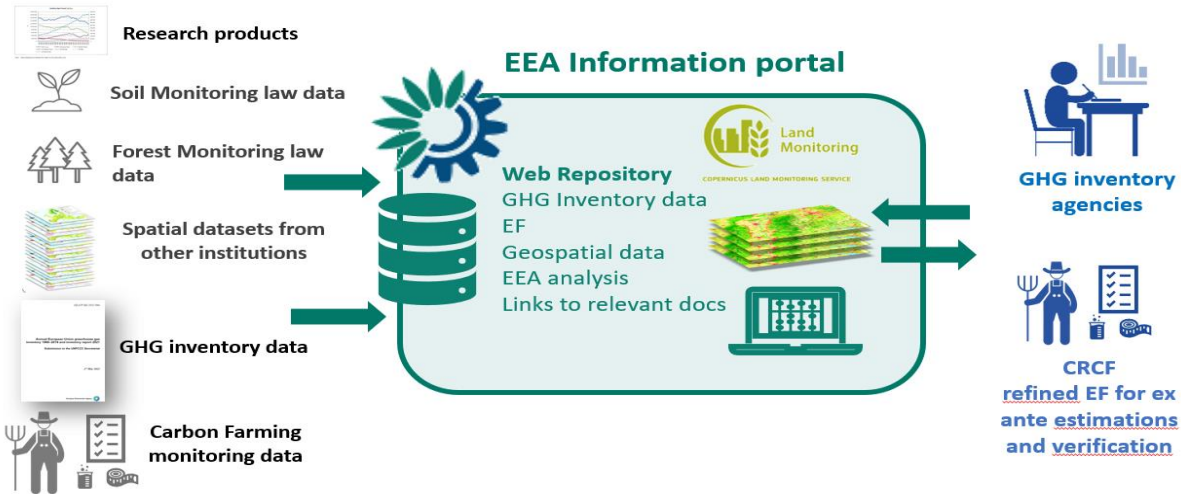 Research products
Soil Monitoring law data
Forest Monitoring law
data
Spatial datasets from
other institutions
GHG inventory data
Carbon Farming
monitoring data
EEA Information portal
Land
Monitoring
COPERNICUS LAND MONITORING SERVICE
Web Repository
GHG Inventory data
EF
Geospatial data
EEA analysis
Links to relevant docs
GHG inventory
agencies
CRCF
refined EF for ex
ante estimations
and verification